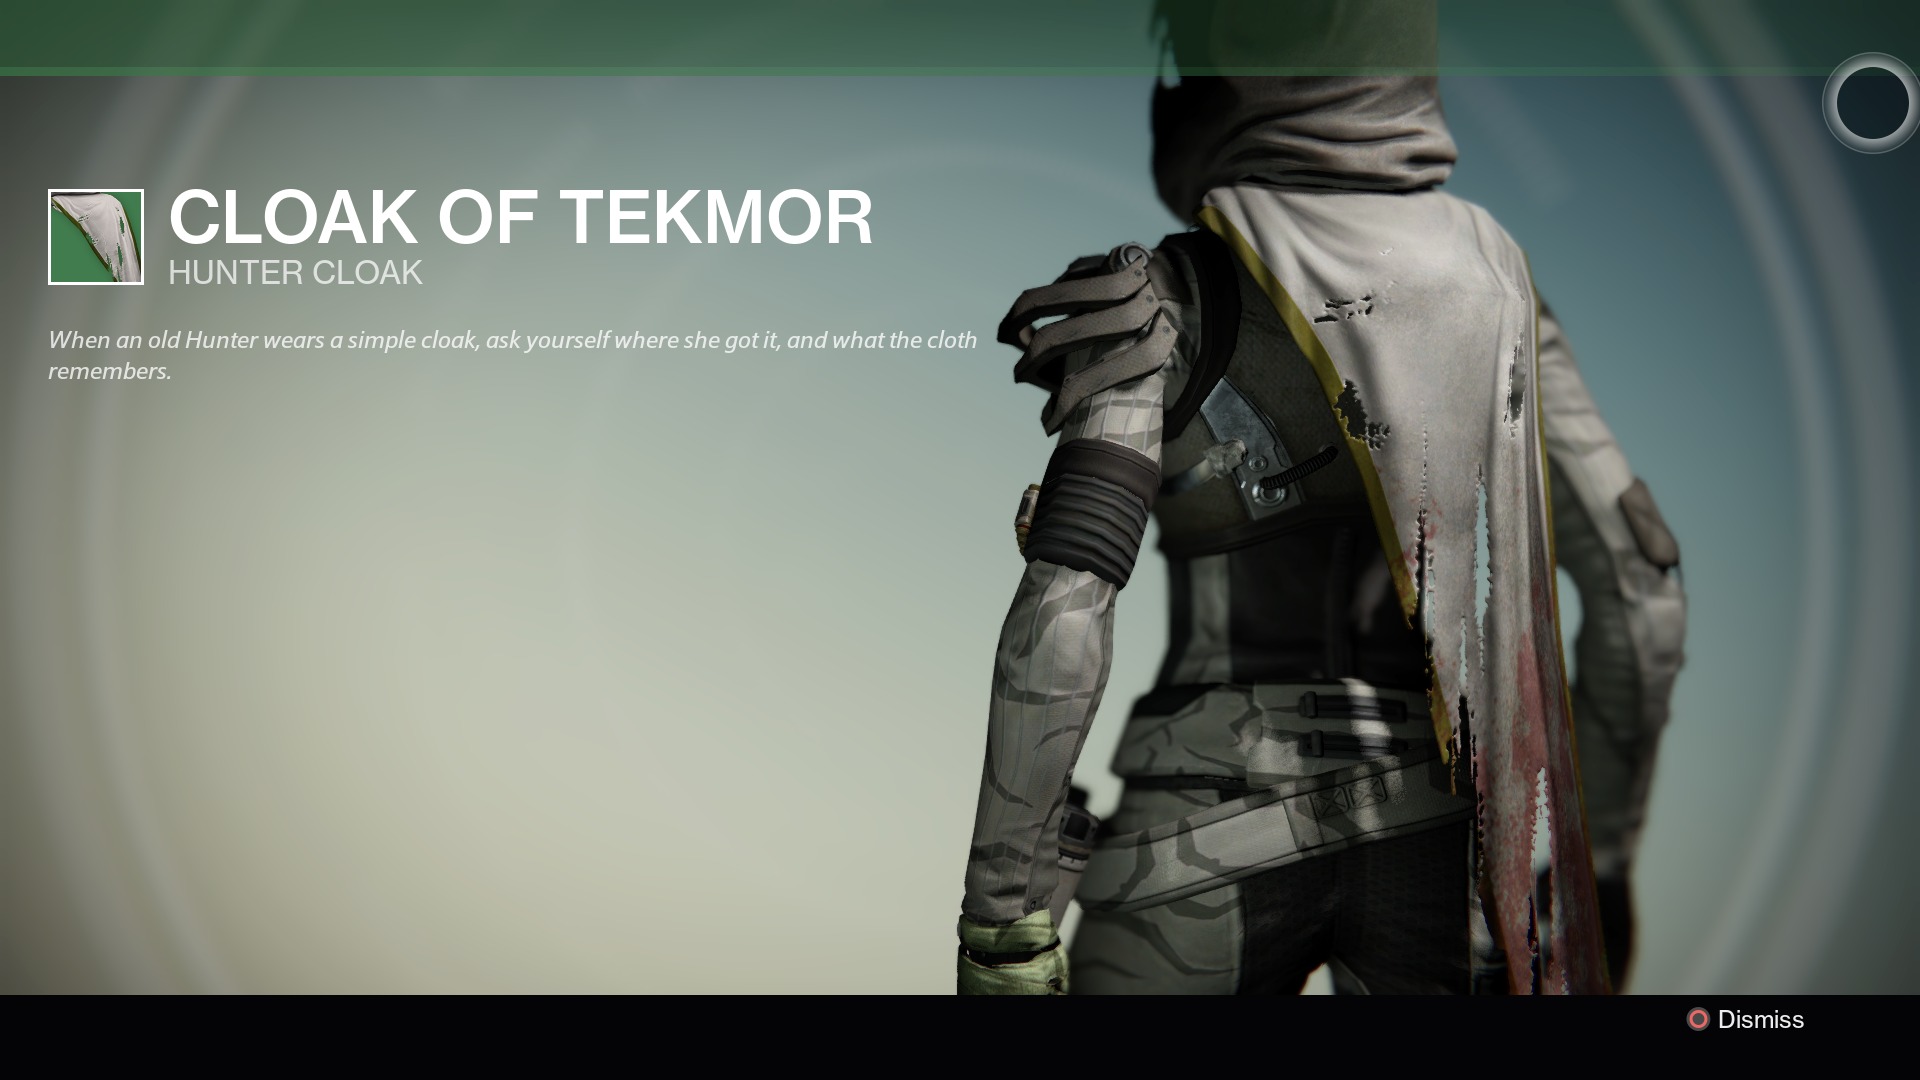 CLOAK OF TEKMOR
HUNTER CLOAK
When an old Hunter wears a simple cloak, ask yourself where she got it, and what the cloth
remembers.
Dismiss